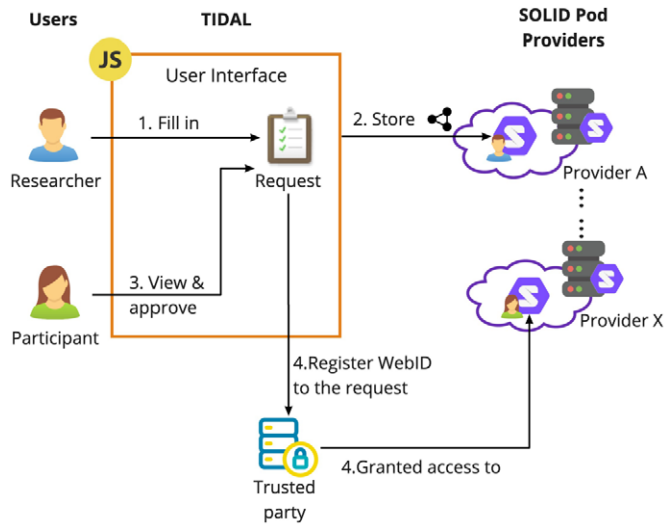 Users
TIDAL
SOLID Pod
Providers
JS
User Interface
1. Fill in
2. Store
Researcher
Request
Provider A
3. View &
approve
Participant
Provider X
4.Register WebID
to the request
4.Granted access to
Trusted
party